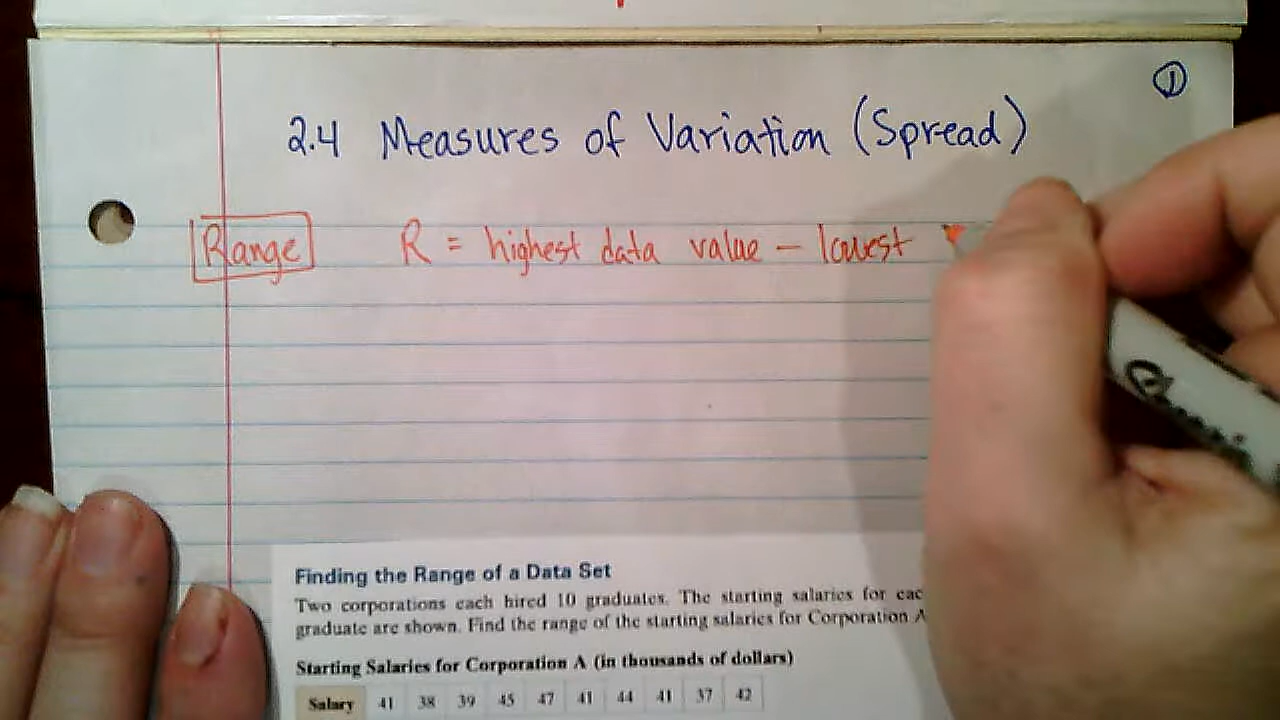 ①
2.4 Measures of Variation (Spread)
Range R = highest data value – lowest
Finding the Range of a Data Set
Two corporations each hired 10 graduates. The starting salaries for eac
graduate are shown. Find the range of the starting salaries for Corporation A
Starting Salaries for Corporation A (in thousands of dollars)
Salary 41 38 39 45 47 41 44 41 37 42